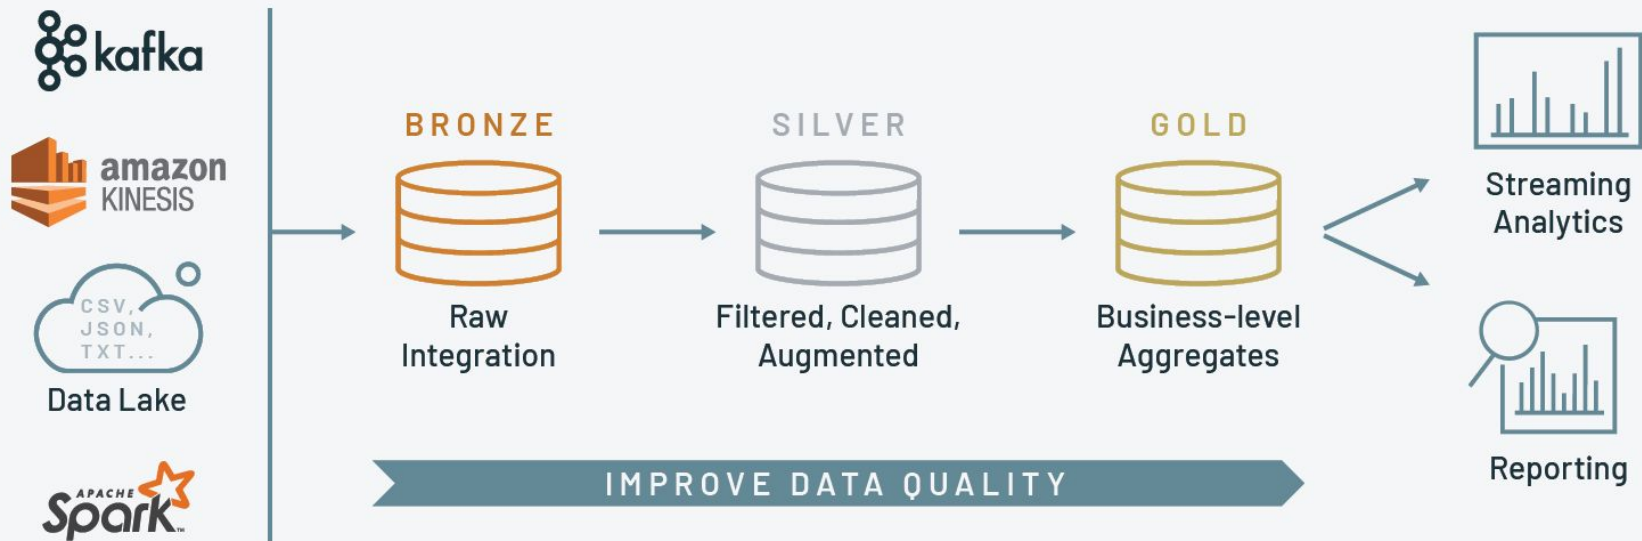 kafka
amazon
KINESIS
CSV,
JSON,
TXT...
Data Lake
APACHE
Spark™
BRONZE
Raw
Integration
SILVER
Filtered, Cleaned,
Augmented
GOLD
Business-level
Aggregates
IMPROVE DATA QUALITY
Streaming
Analytics
Reporting